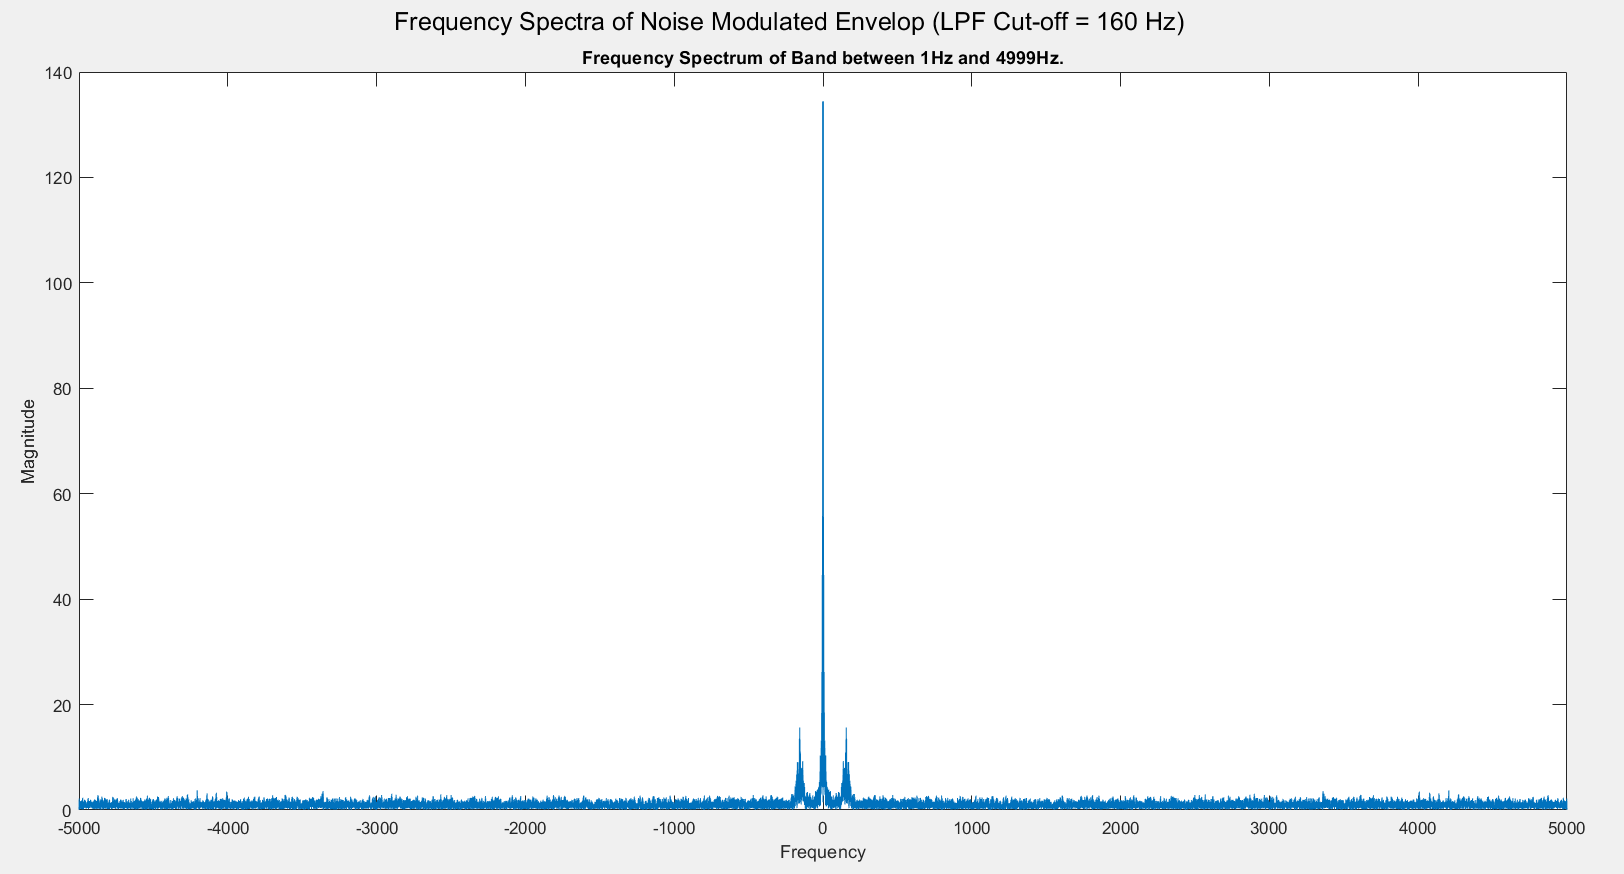 Frequency Spectra of Noise Modulated Envelop (LPF Cut-off = 160 Hz)
Frequency Spectrum of Band between 1Hz and 4999Hz.
140
120
100
80
60
40
20
0
Magnitude
-5000 -4000 -3000 -2000 -1000 0 1000 2000 3000 4000 5000
Frequency